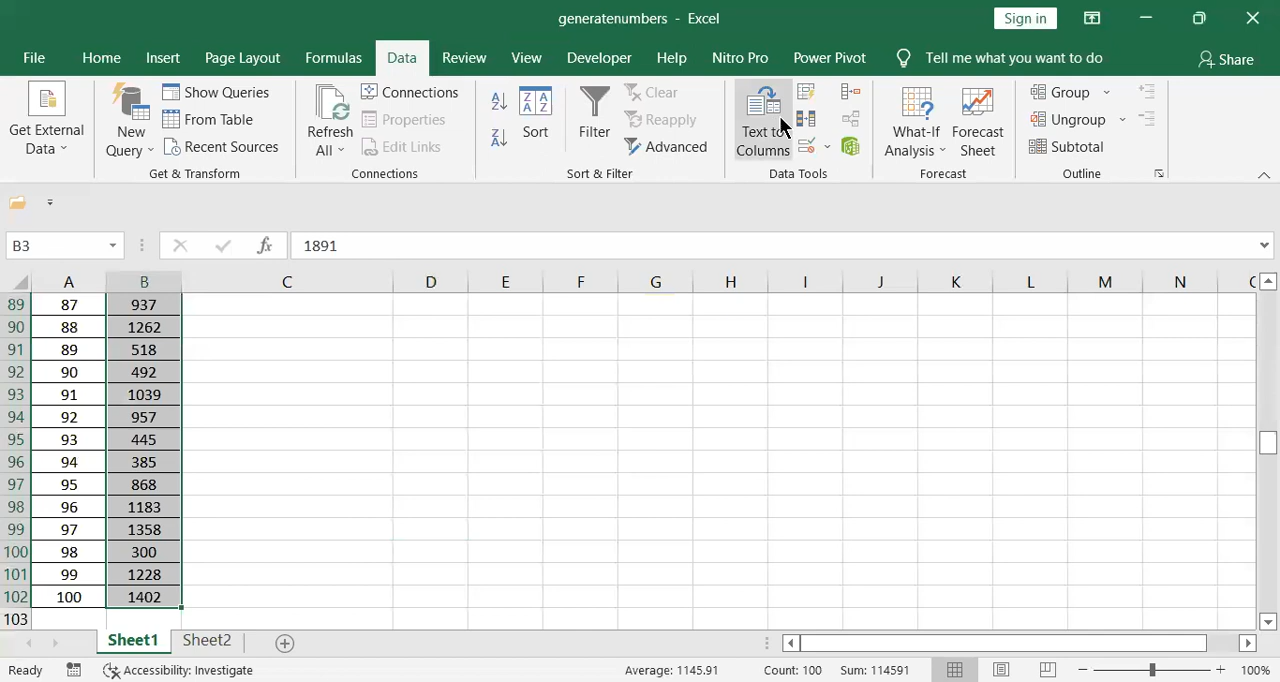 generatenumbers - Excel
Sign in
File Home Insert Page Layout Formulas Data Review View Developer Help Nitro Pro Power Pivot Tell me what you want to do Share
Get External Data
New Query
Show Queries
From Table
Recent Sources
Get & Transform
Refresh All
Connections
Properties
Edit Links
Connections
Sort
Filter
Clear
Reapply
Advanced
Sort & Filter
Text to Columns
Data Tools
What-If Analysis
Forecast Sheet
Forecast
Group
Ungroup
Subtotal
Outline
B3 fx 1891
A B C D E F G H I J K L M N
89 87 937
90 88 1262
91 89 518
92 90 492
93 91 1039
94 92 957
95 93 445
96 94 385
97 95 868
98 96 1183
99 97 1358
100 98 300
101 99 1228
102 100 1402
103
Sheet1 Sheet2
Ready Accessibility: Investigate Average: 1145.91 Count: 100 Sum: 114591 100%